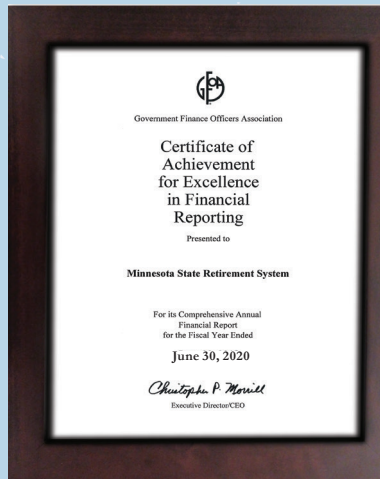 GFOA
Government Finance Officers Association
Certificate of
Achievement
for Excellence
in Financial
Reporting
Presented to
Minnesota State Retirement System
For its Comprehensive Annual
Financial Report
for the Fiscal Year Ended
June 30, 2020
Christopher P. Morrill
Executive Director/CEO